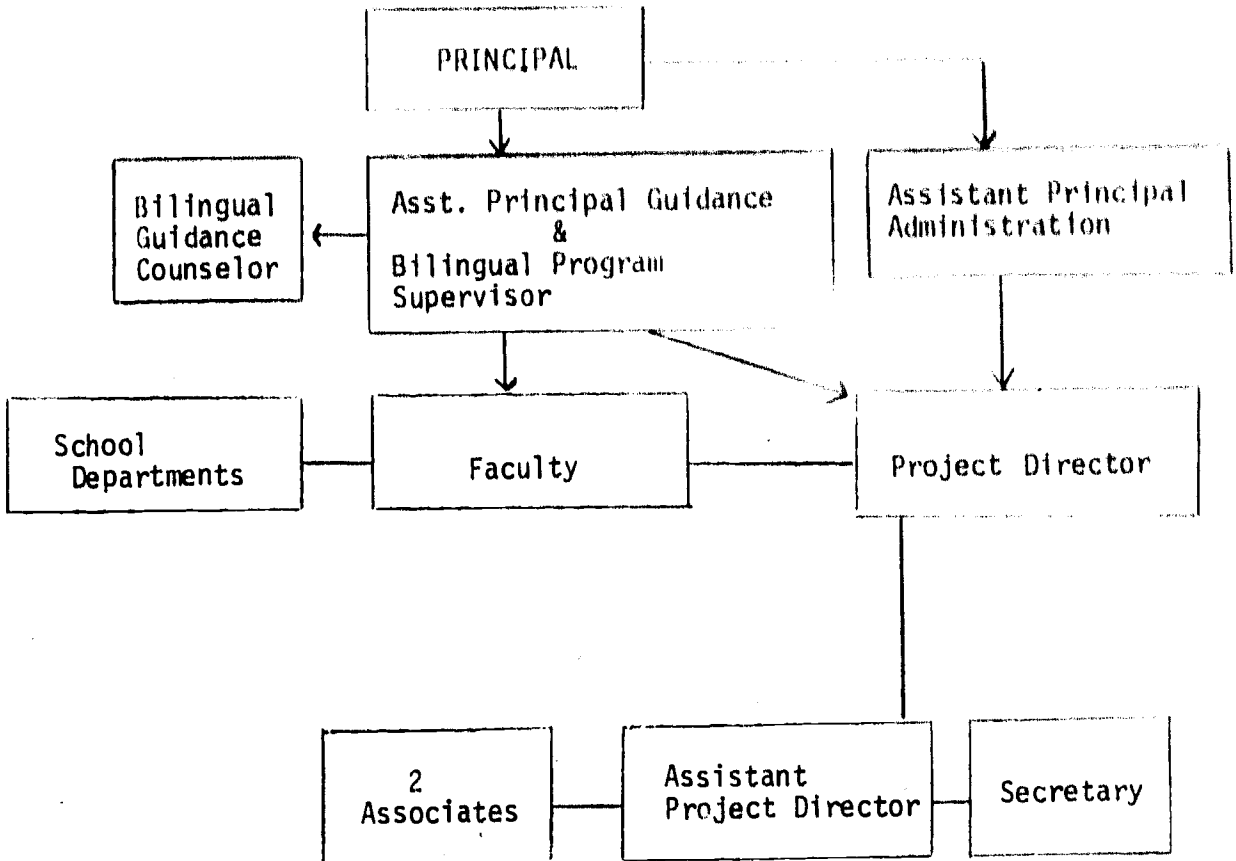 PRINCIPAL
Bilingual
Guidance
Counselor
Asst. Principal Guidance
&
Bilingual Program
Supervisor
Assistant Principal
Administration
School
Departments
Faculty
Project Director
2
Associates
Assistant
Project Director
Secretary